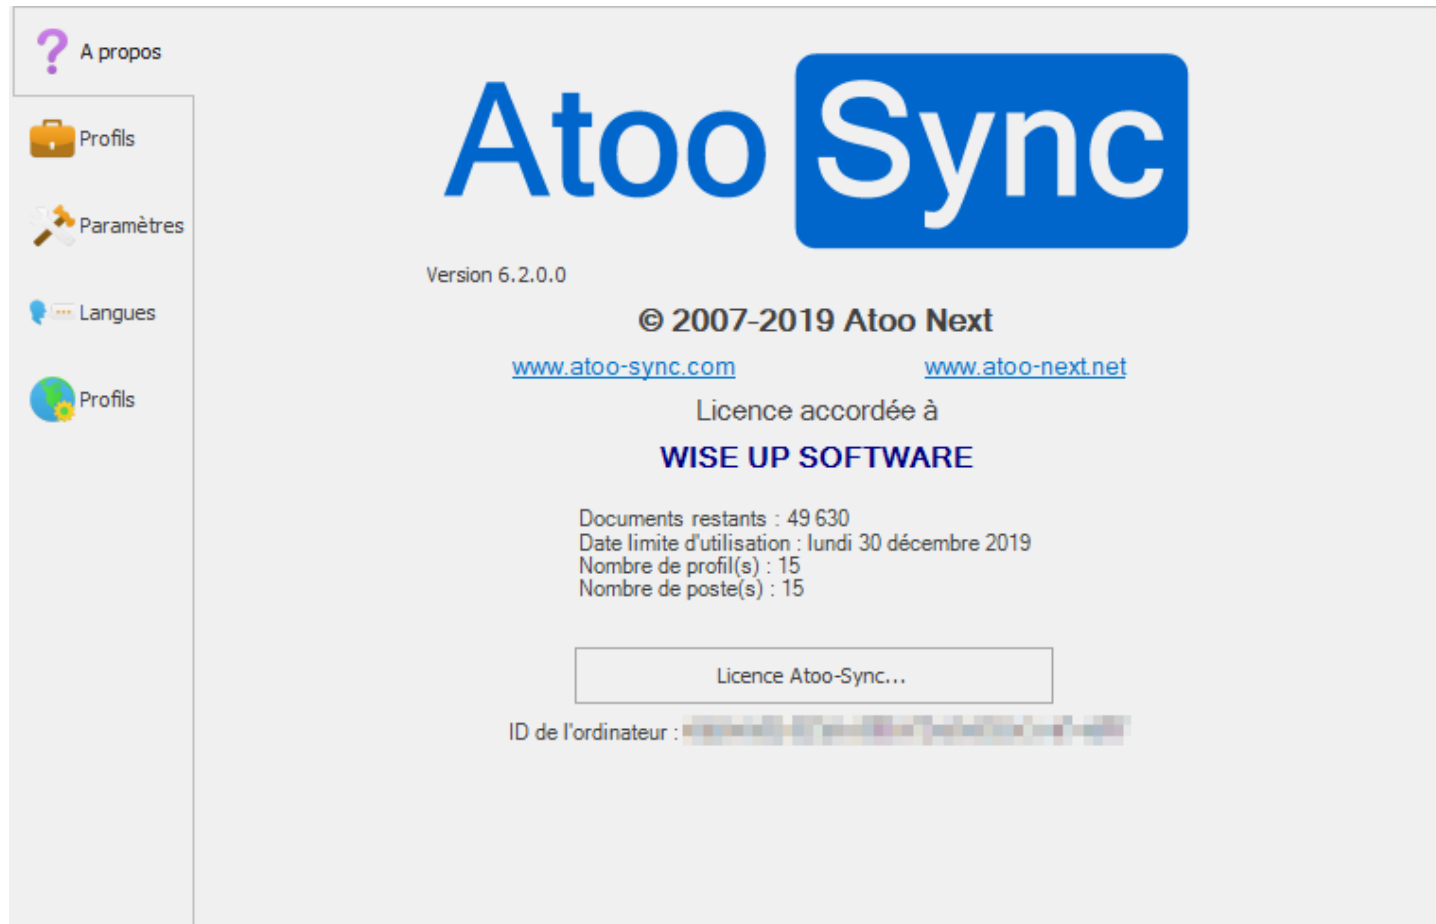 A propos
Profils
Paramètres
Langues
Profils
Atoo Sync
Version 6.2.0.0
© 2007-2019 Atoo Next
www.atoo-sync.com www.atoo-next.net
Licence accordée à
WISE UP SOFTWARE
Documents restants : 49 630
Date limite d'utilisation : lundi 30 décembre 2019
Nombre de profil(s) : 15
Nombre de poste(s) : 15
Licence Atoo-Sync...
ID de l'ordinateur :